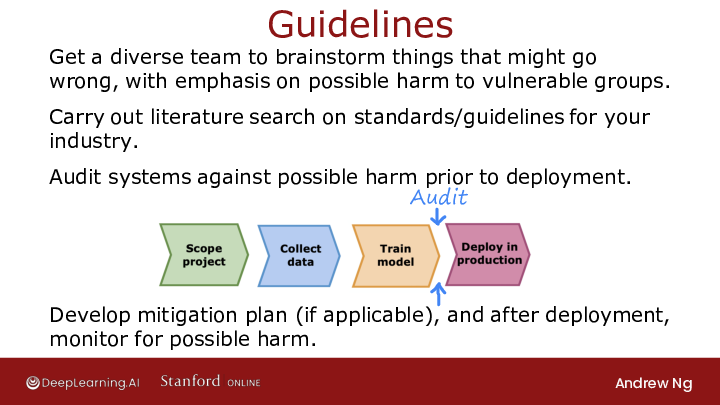 Guidelines
Get a diverse team to brainstorm things that might go
wrong, with emphasis on possible harm to vulnerable groups.
Carry out literature search on standards/guidelines for your
industry.
Audit systems against possible harm prior to deployment.
Audit
Scope
project
Collect
data
Train
model
Deploy in
production
Develop mitigation plan (if applicable), and after deployment,
monitor for possible harm.
DeepLearning.AI
Stanford ONLINE
Andrew Ng